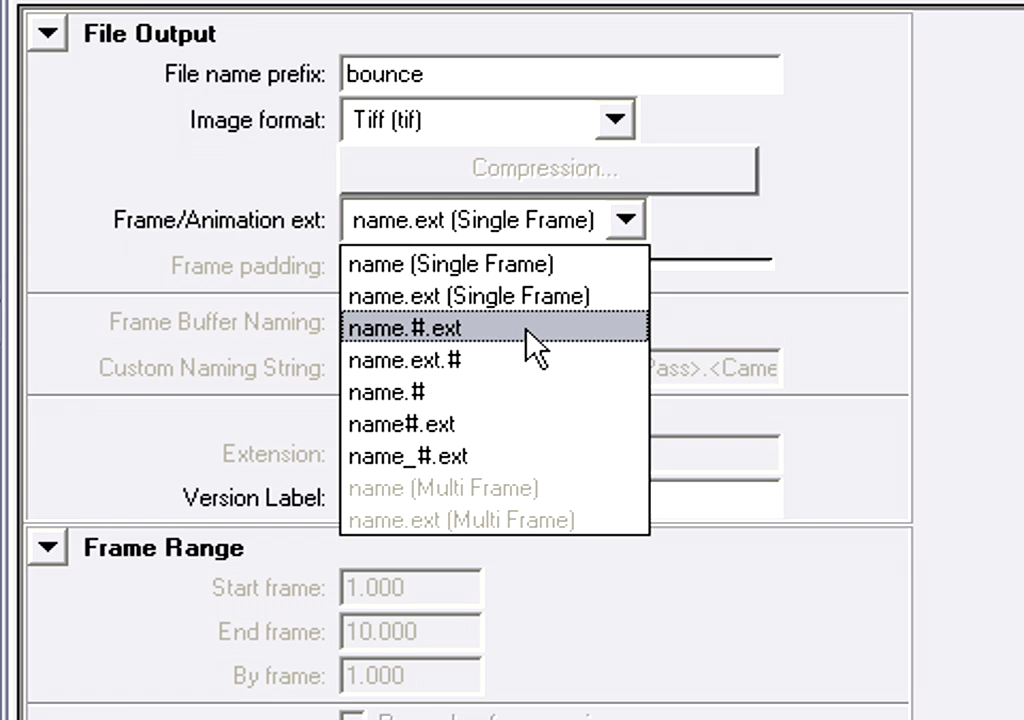 File Output
File name prefix: bounce
Image format: Tiff (tif)
Compression...
Frame/Animation ext: name.ext (Single Frame)
Frame padding:
name (Single Frame)
name.ext (Single Frame)
Frame Buffer Naming:
name.#.ext
name.ext.#
Custom Naming String: Pass>.<Came
name.#
name#.ext
Extension:
name_#.ext
name (Multi Frame)
Version Label:
name.ext (Multi Frame)
Frame Range
Start frame: 1.000
End frame: 10.000
By frame: 1.000